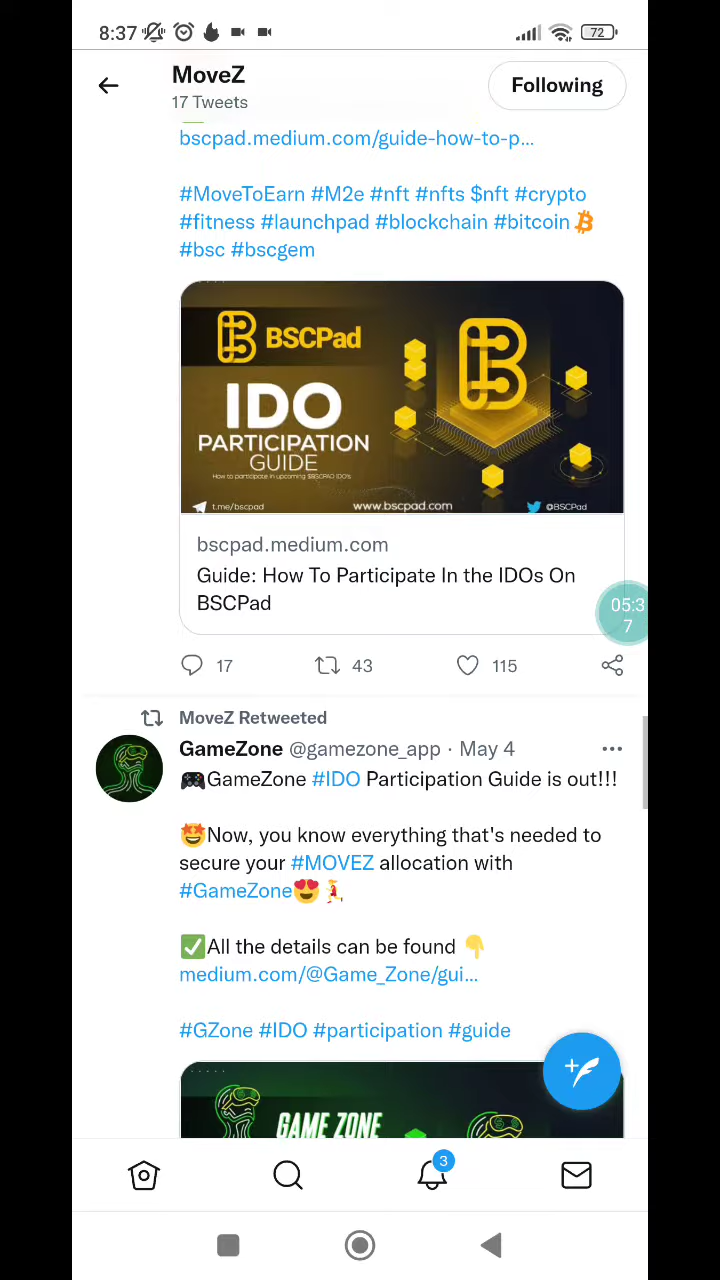 8:37
72
MoveZ
17 Tweets
Following
bscpad.medium.com/guide-how-to-p...
#MoveToEarn #M2e #nft #nfts $nft #crypto
#fitness #launchpad #blockchain #bitcoin
#bsc #bscgem
BSCPad
IDO
PARTICIPATION
GUIDE
How to participate in upcoming $BSCPAD IDO's
t.me/bscpad
www.bscpad.com
@BSCPad
bscpad.medium.com
Guide: How To Participate In the IDOs On
BSCPad
05:3
7
17
43
115
MoveZ Retweeted
GameZone @gamezone_app · May 4
🎮GameZone #IDO Participation Guide is out!!!
🤩Now, you know everything that's needed to
secure your #MOVEZ allocation with
#GameZone😍🏃
✅All the details can be found 👇
medium.com/@Game_Zone/gui...
#GZone #IDO #participation #guide
GAME ZONE
3